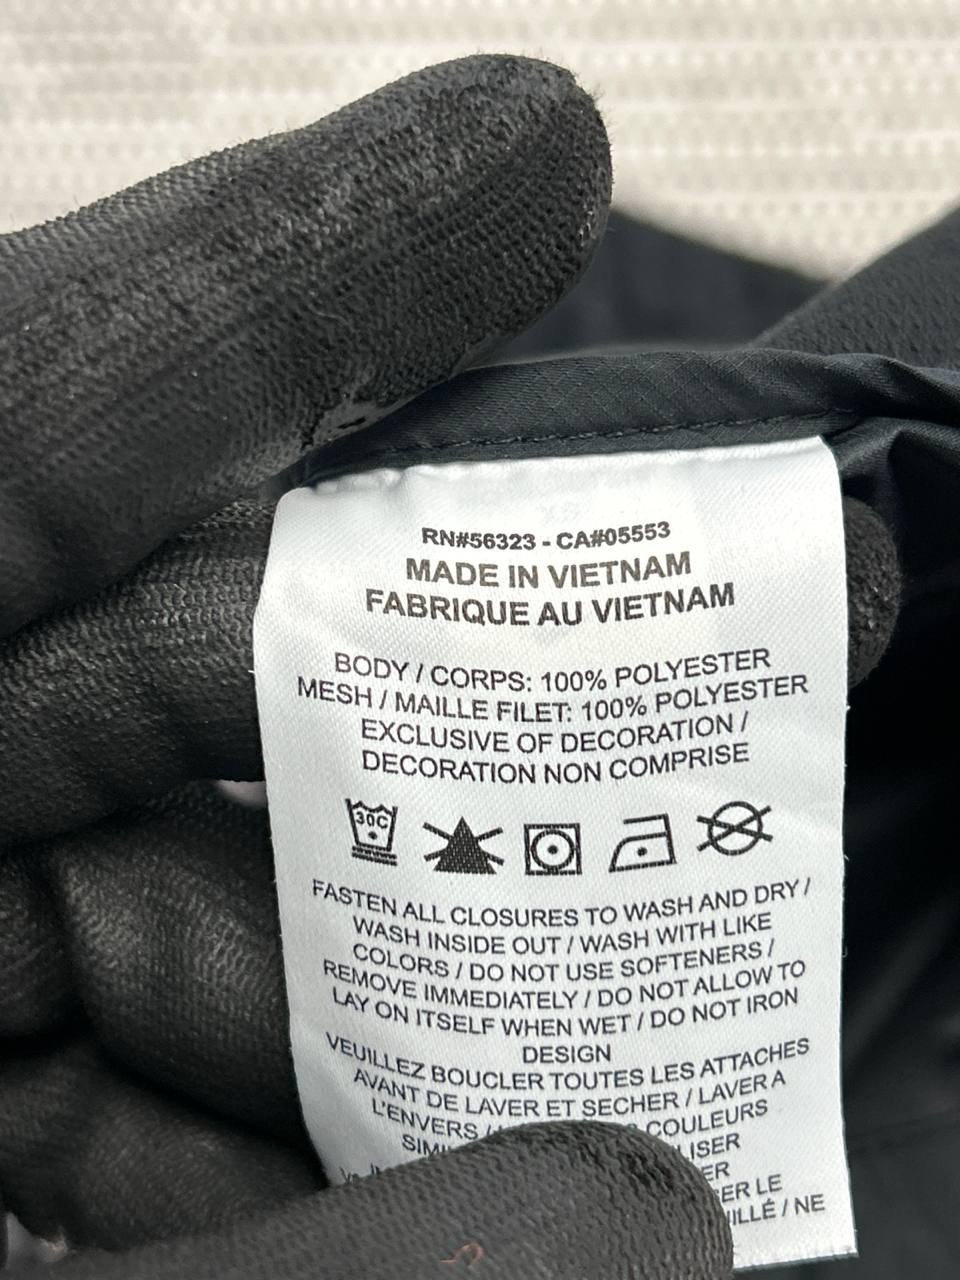 RN#56323 - CA#05553
MADE IN VIETNAM
FABRIQUE AU VIETNAM
BODY / CORPS: 100% POLYESTER
MESH / MAILLE FILET: 100% POLYESTER
EXCLUSIVE OF DECORATION /
DECORATION NON COMPRISE
30C
FASTEN ALL CLOSURES TO WASH AND DRY /
WASH INSIDE OUT / WASH WITH LIKE
COLORS / DO NOT USE SOFTENERS /
REMOVE IMMEDIATELY / DO NOT ALLOW TO
LAY ON ITSELF WHEN WET / DO NOT IRON
DESIGN
VEUILLEZ BOUCLER TOUTES LES ATTACHES
AVANT DE LAVER ET SECHER / LAVER A
L'ENVERS / COULEURS
LE
/ NE